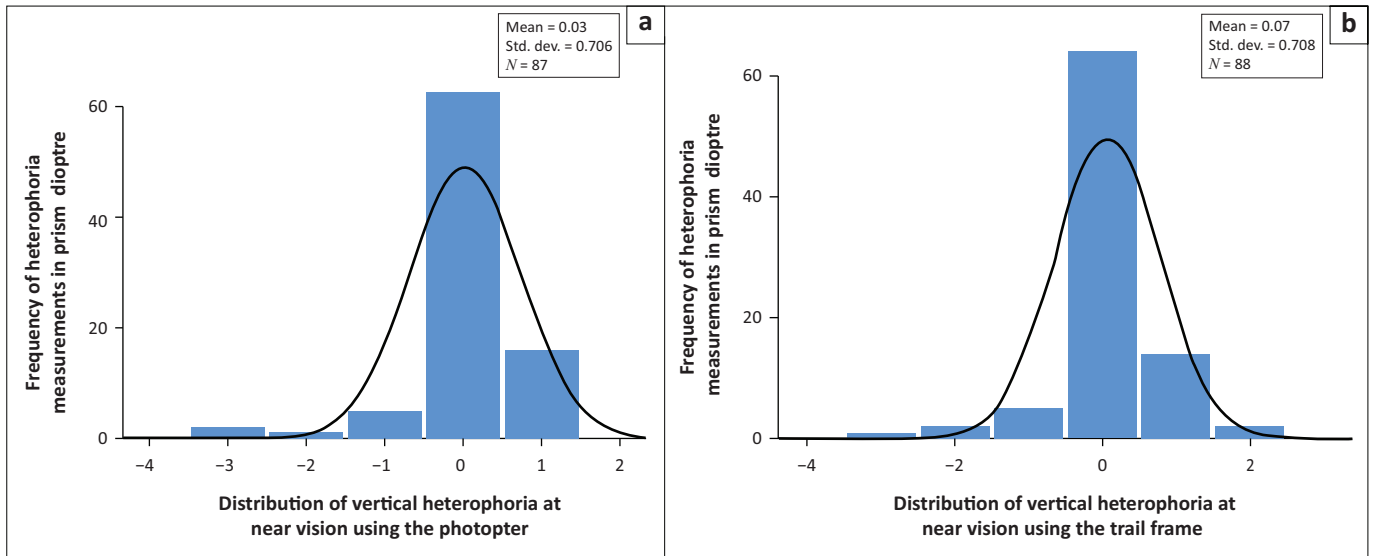 a
Mean = 0.03
Std. dev. = 0.706
N = 87
Frequency of heterophoria
measurements in prism dioptre
60
40
20
0
−4 −3 −2 −1 0 1 2
Distribution of vertical heterophoria at
near vision using the photopter
b
Mean = 0.07
Std. dev. = 0.708
N = 88
Frequency of heterophoria
measurements in prism dioptre
60
40
20
0
−4 −2 0 2
Distribution of vertical heterophoria at
near vision using the trail frame